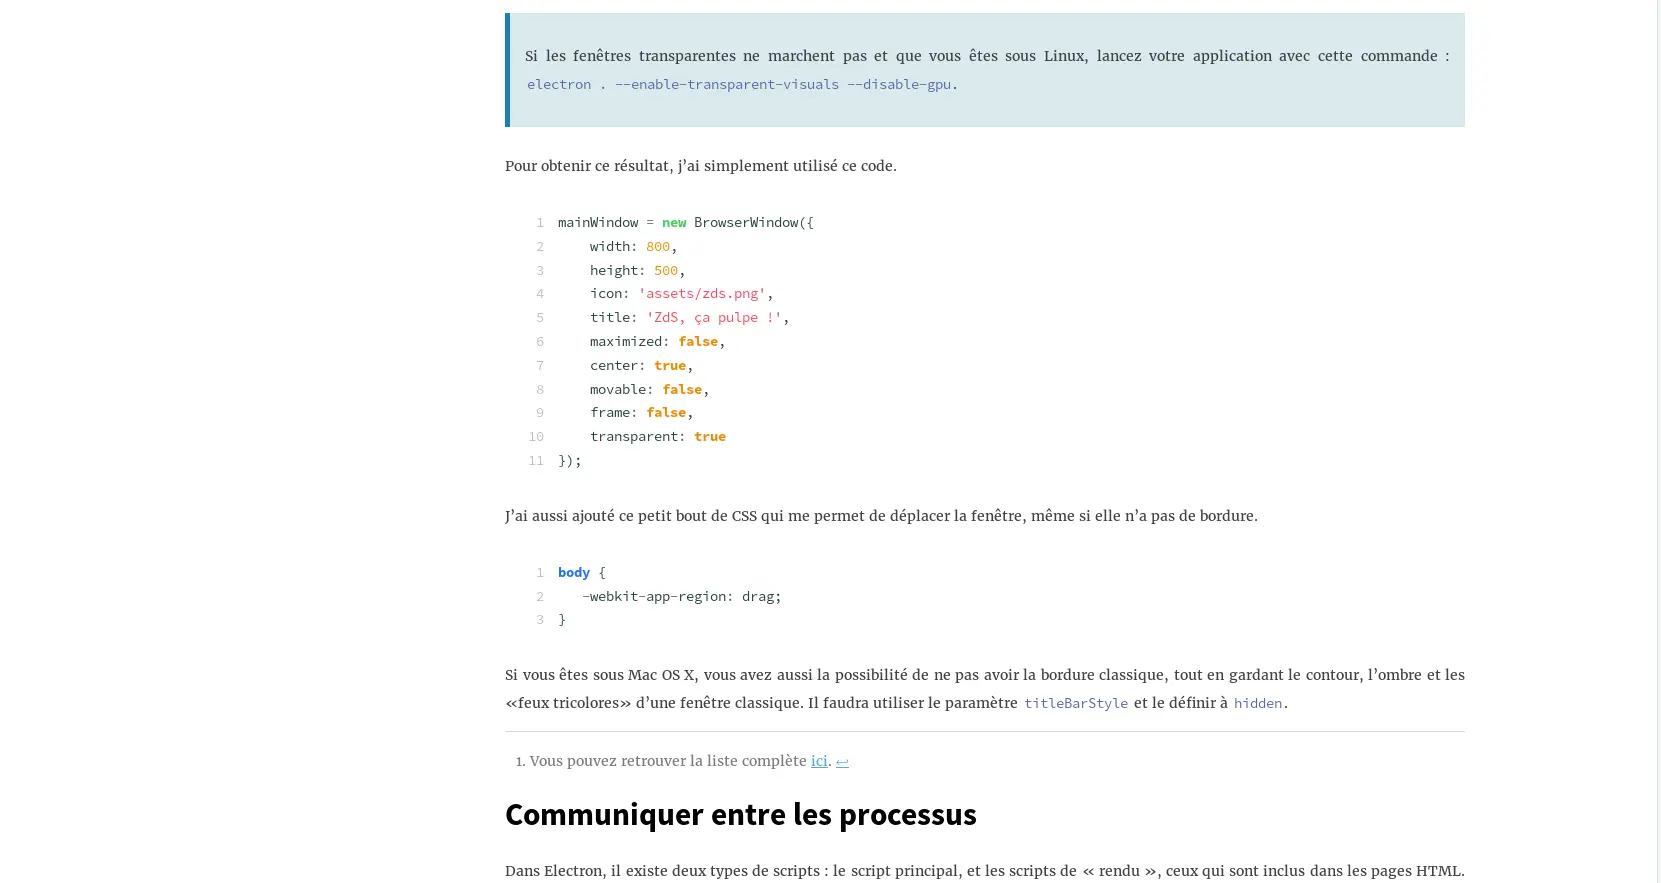 Si les fenêtres transparentes ne marchent pas et que vous êtes sous Linux, lancez votre application avec cette commande :
electron . --enable-transparent-visuals --disable-gpu.
Pour obtenir ce résultat, j’ai simplement utilisé ce code.
1 mainWindow = new BrowserWindow({
2     width: 800,
3     height: 500,
4     icon: 'assets/zds.png',
5     title: 'ZdS, ça pulpe !',
6     maximized: false,
7     center: true,
8     movable: false,
9     frame: false,
10     transparent: true
11 });
J’ai aussi ajouté ce petit bout de CSS qui me permet de déplacer la fenêtre, même si elle n’a pas de bordure.
1 body {
2    -webkit-app-region: drag;
3 }
Si vous êtes sous Mac OS X, vous avez aussi la possibilité de ne pas avoir la bordure classique, tout en gardant le contour, l’ombre et les
«feux tricolores» d’une fenêtre classique. Il faudra utiliser le paramètre titleBarStyle et le définir à hidden.
1. Vous pouvez retrouver la liste complète ici. ↩
Communiquer entre les processus
Dans Electron, il existe deux types de scripts : le script principal, et les scripts de « rendu », ceux qui sont inclus dans les pages HTML.